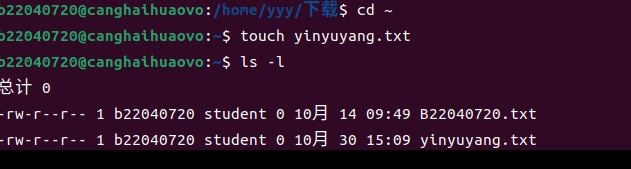 b22040720@canghaihuaovo:/home/yyy/下载$ cd ~
b22040720@canghaihuaovo:~$ touch yinyuyang.txt
b22040720@canghaihuaovo:~$ ls -l
总计 0
-rw-r--r-- 1 b22040720 student 0 10月 14 09:49 B22040720.txt
-rw-r--r-- 1 b22040720 student 0 10月 30 15:09 yinyuyang.txt